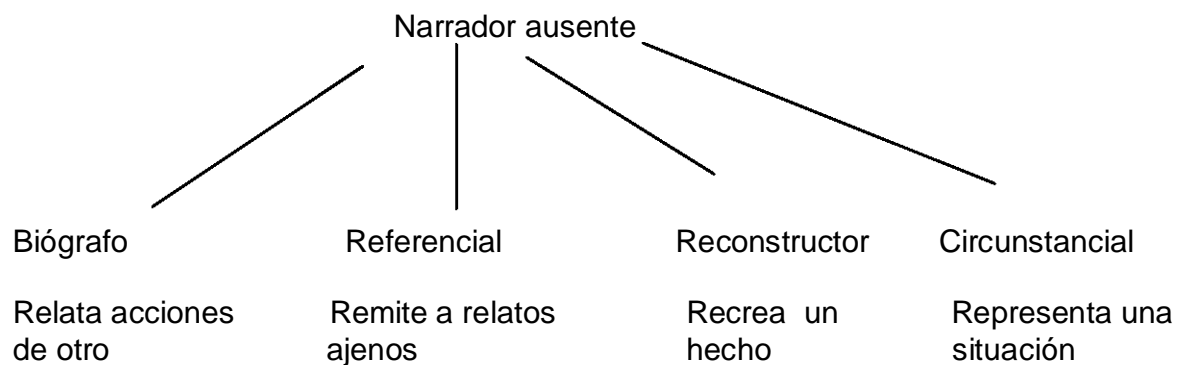 Narrador ausente
Biógrafo Referencial Reconstructor Circunstancial
Relata acciones Remite a relatos Recrea un Representa una
de otro ajenos hecho situación